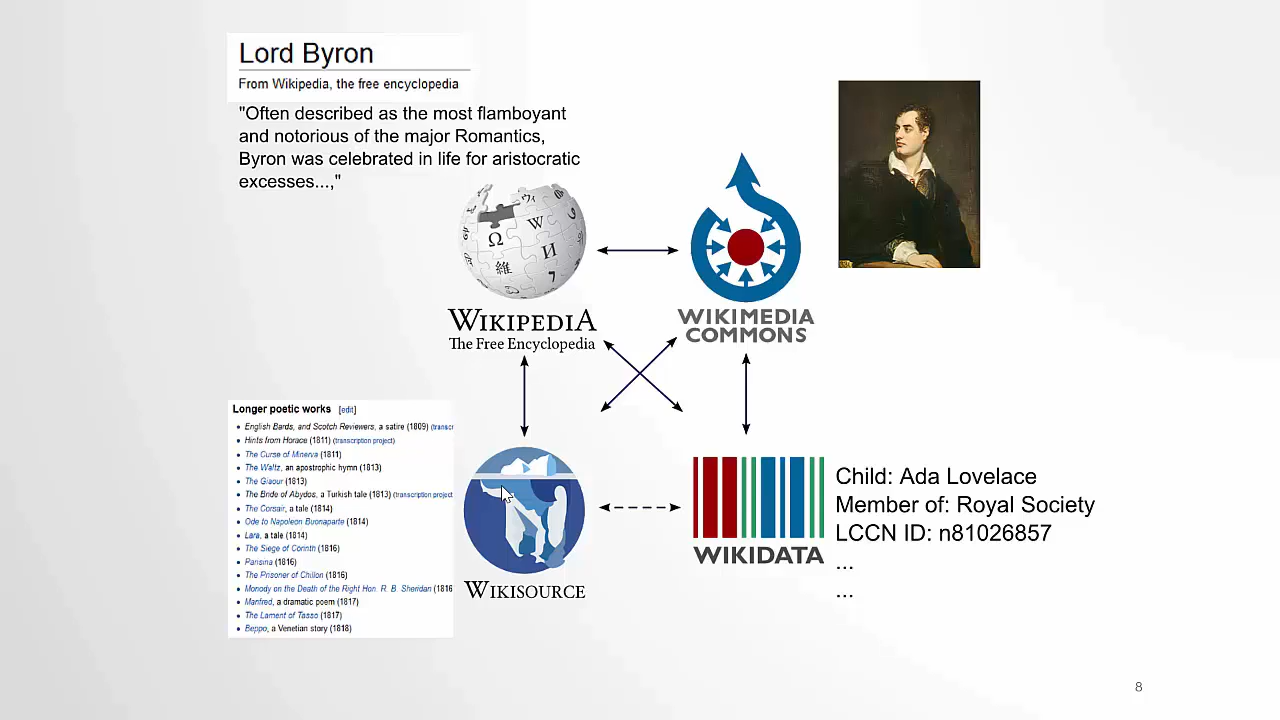 Lord Byron
From Wikipedia, the free encyclopedia
"Often described as the most flamboyant
and notorious of the major Romantics,
Byron was celebrated in life for aristocratic
excesses...,"
Ω W И 維 7
WIKIPEDIA
The Free Encyclopedia
WIKIMEDIA
COMMONS
Longer poetic works [edit]
English Bards, and Scotch Reviewers, a satire (1809) (transc
Hints from Horace (1811) (transcription project)
The Curse of Minerva (1811)
The Waltz, an apostrophic hymn (1813)
The Giaour (1813)
The Bride of Abydos, a Turkish tale (1813) (transcription project
The Corsair, a tale (1814)
Ode to Napoleon Buonaparte (1814)
Lara, a tale (1814)
The Siege of Corinth (1816)
Parisina (1816)
The Prisoner of Chillon (1816)
Monody on the Death of the Right Hon. R. B. Sheridan (1816
Manfred, a dramatic poem (1817)
The Lament of Tasso (1817)
Beppo, a Venetian story (1818)
WIKISOURCE
WIKIDATA
Child: Ada Lovelace
Member of: Royal Society
LCCN ID: n81026857
...
...
8